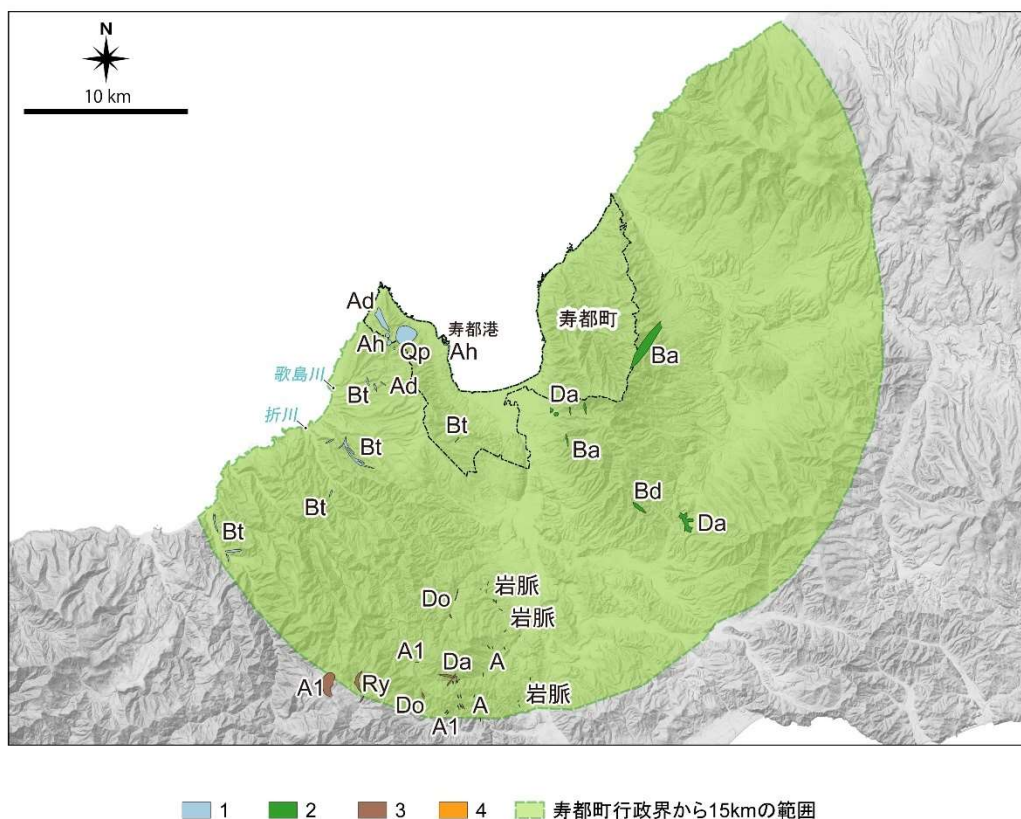 N
10 km
Ad
寿都港
Ah
Qp
Ah
寿都町
Ba
歌島川
Bt
Ad
Da
折川
Bt
Bt
Ba
Bt
Bd
Da
Bt
Do
岩脈
岩脈
A1
Da
A
A1
Ry
Do
A
岩脈
A1
1
2
3
4
寿都町行政界から15kmの範囲